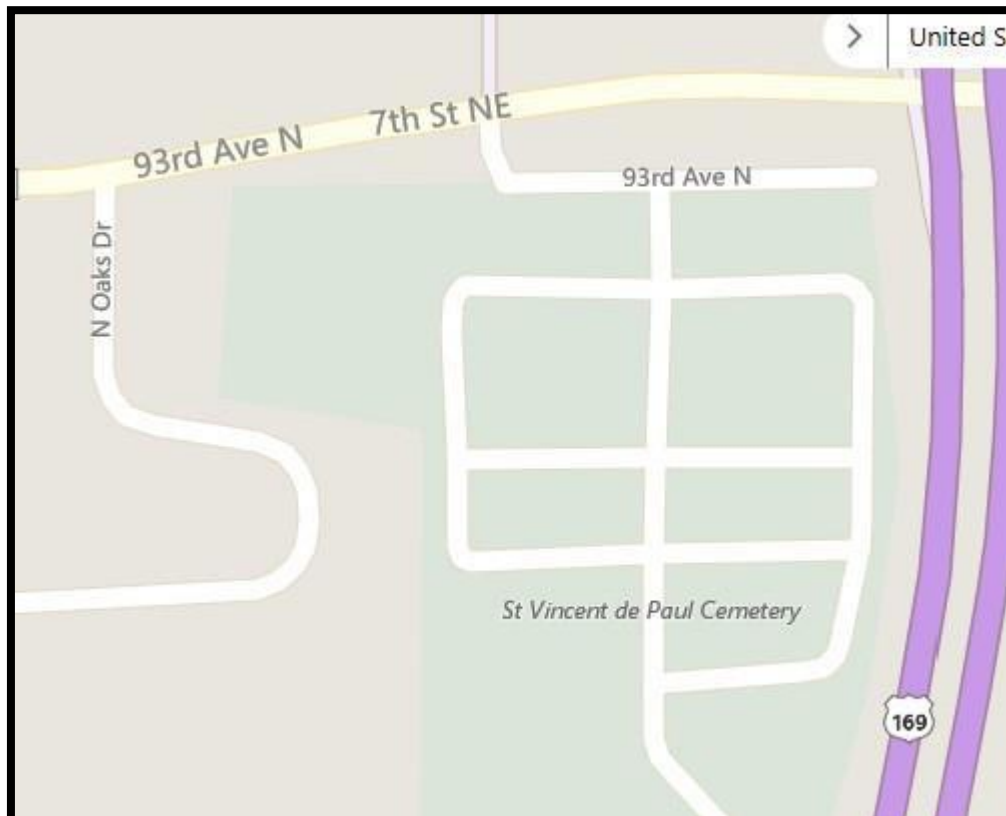 United S
7th St NE
93rd Ave N
93rd Ave N
N Oaks Dr
St Vincent de Paul Cemetery
169